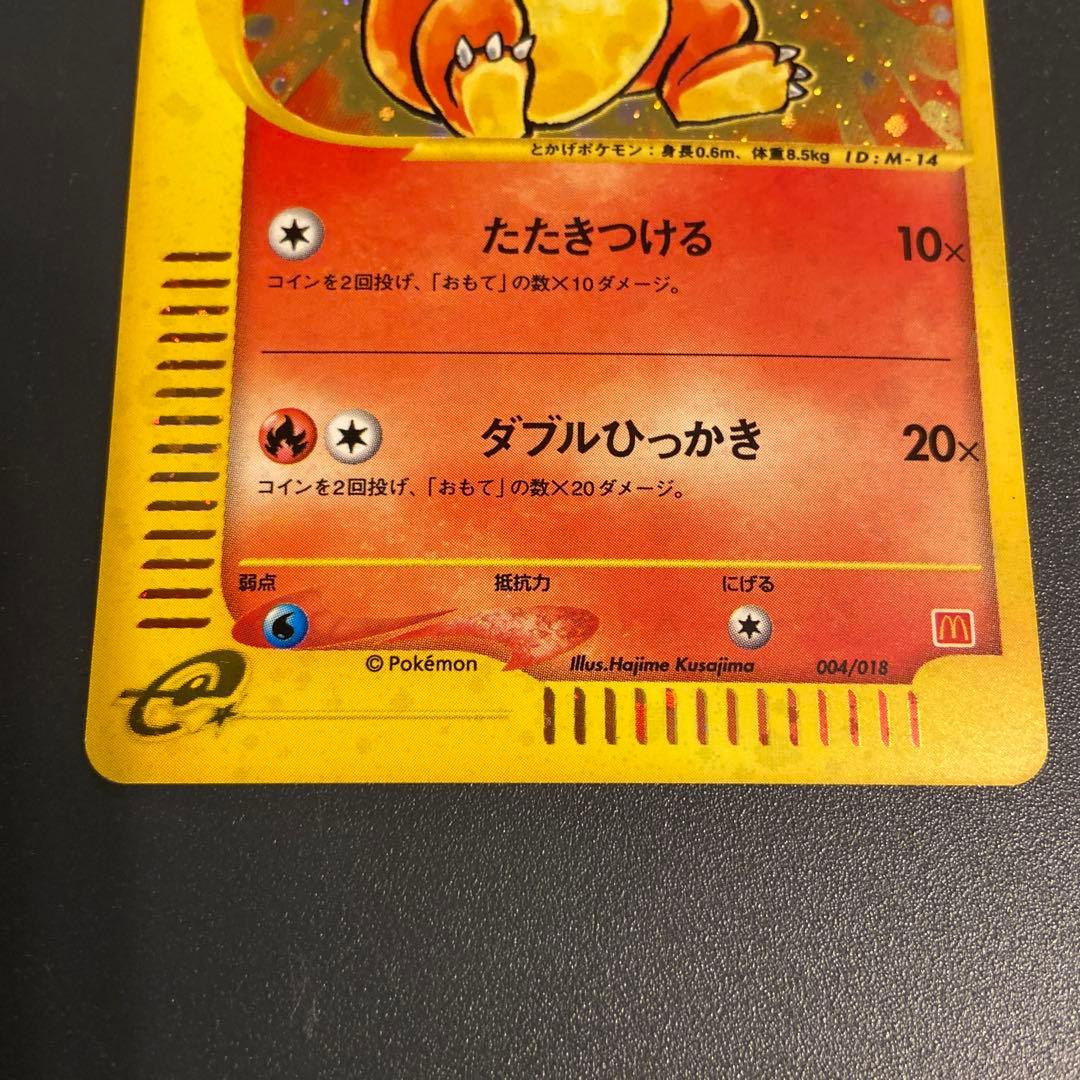 とかげポケモン：身長0.6m、体重8.5kg ID:M-14
たたきつける 10×
コインを2回投げ、「おもて」の数×10ダメージ。
ダブルひっかき 20×
コインを2回投げ、「おもて」の数×20ダメージ。
弱点 抵抗力 にげる
© Pokémon Illus.Hajime Kusajima 004/018
e